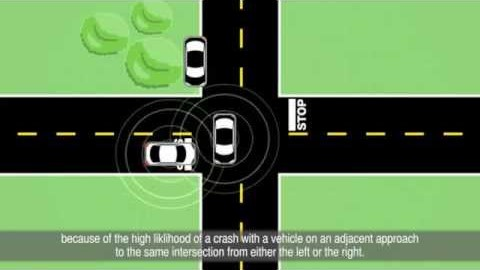 STOP
because of the high liklihood of a crash with a vehicle on an adjacent approach
to the same intersection from either the left or the right.